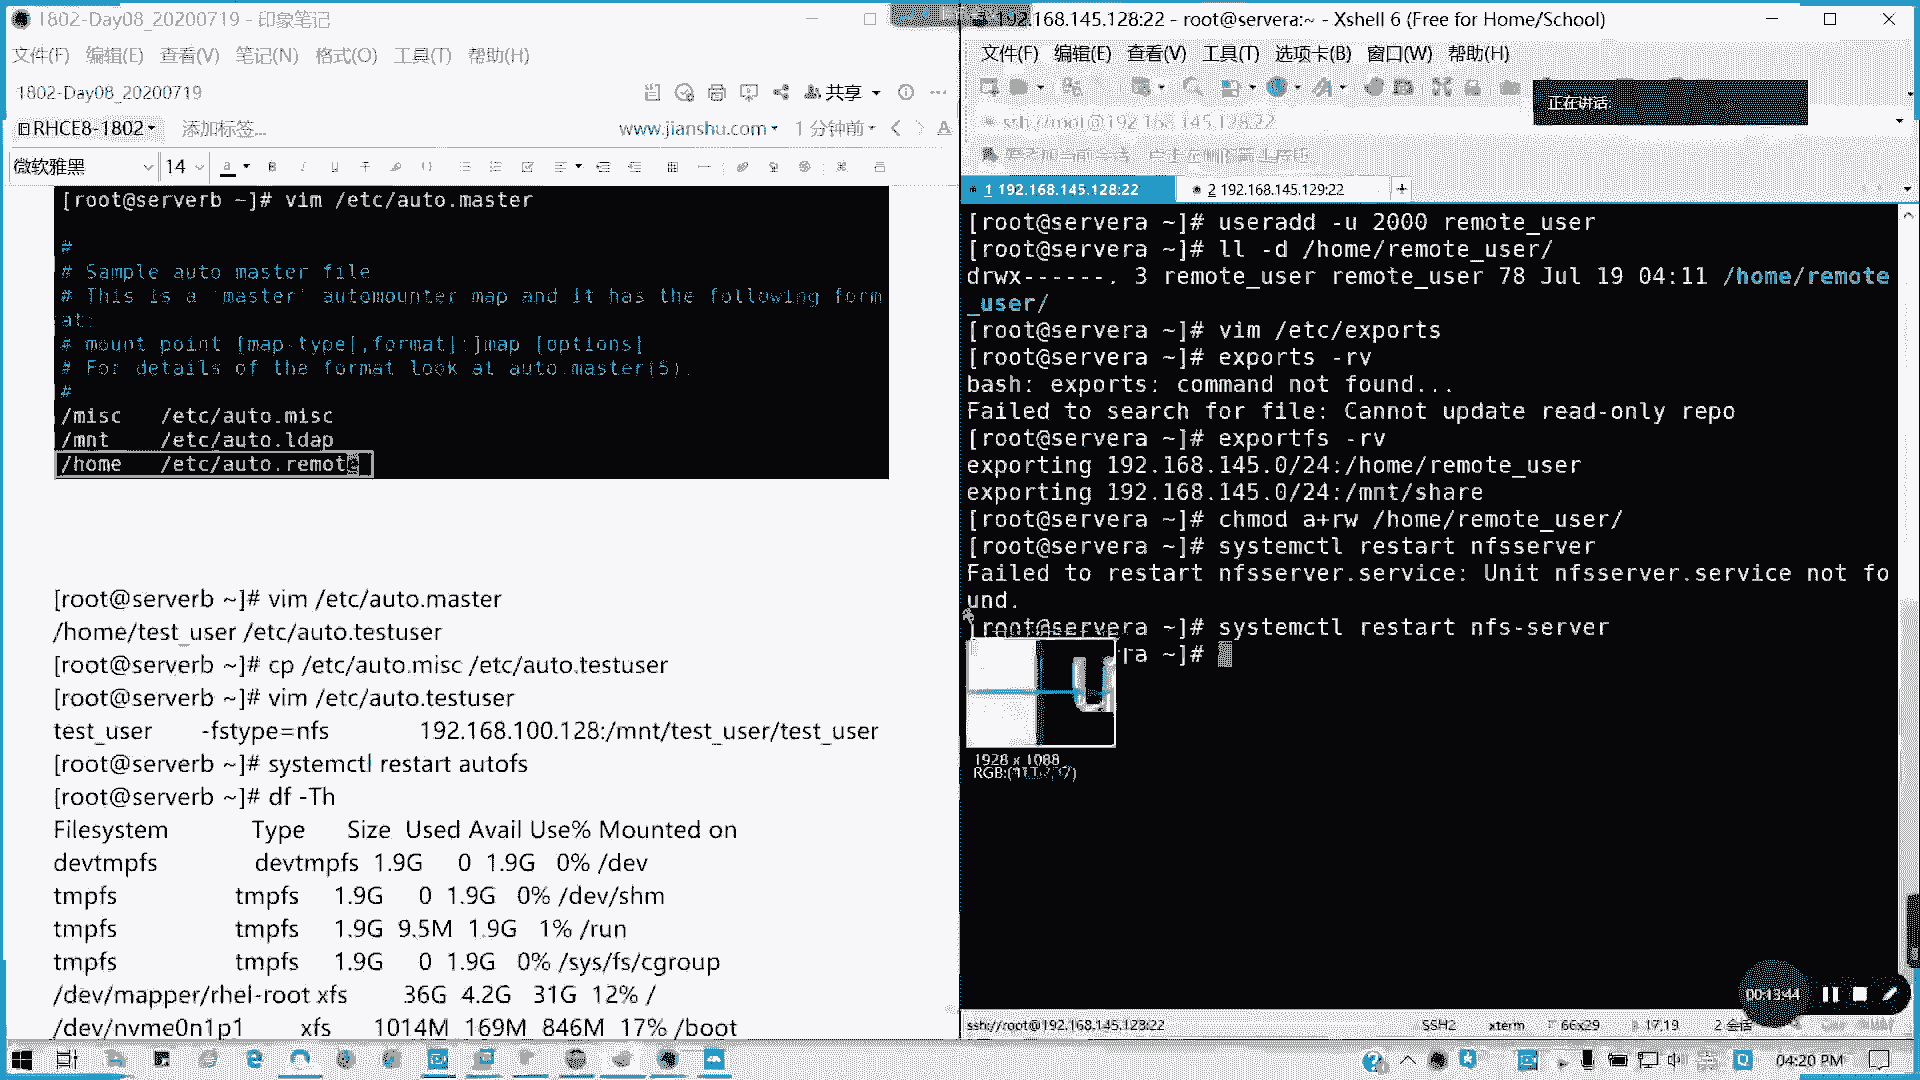 1802-Day08_20200719 - 印象笔记
文件(F) 编辑(E) 查看(V) 笔记(N) 格式(O) 工具(T) 帮助(H)
1802-Day08_20200719
共享
RHCE8-1802
添加标签...
www.jianshu.com
1 分钟前
微软雅黑
14
[root@serverb ~]# vim /etc/auto.master
#
# Sample auto master file
# This is a 'master' automounter map and it has the following form
at:
# mount point [map-type[,format]:]map [options]
# For details of the format look at auto.master(5).
#
/misc /etc/auto.misc
/mnt /etc/auto.ldap
/home /etc/auto.remote
[root@serverb ~]# vim /etc/auto.master
/home/test_user /etc/auto.testuser
[root@serverb ~]# cp /etc/auto.misc /etc/auto.testuser
[root@serverb ~]# vim /etc/auto.testuser
test_user -fstype=nfs 192.168.100.128:/mnt/test_user/test_user
[root@serverb ~]# systemctl restart autofs
[root@serverb ~]# df -Th
Filesystem Type Size Used Avail Use% Mounted on
devtmpfs devtmpfs 1.9G 0 1.9G 0% /dev
tmpfs tmpfs 1.9G 0 1.9G 0% /dev/shm
tmpfs tmpfs 1.9G 9.5M 1.9G 1% /run
tmpfs tmpfs 1.9G 0 1.9G 0% /sys/fs/cgroup
/dev/mapper/rhel-root xfs 36G 4.2G 31G 12% /
/dev/nvme0n1p1 xfs 1014M 169M 846M 17% /boot
192.168.145.128:22 - root@servera:~ - Xshell 6 (Free for Home/School)
文件(F) 编辑(E) 查看(V) 工具(T) 选项卡(B) 窗口(W) 帮助(H)
正在讲话:
ssh://root@192.168.145.128:22
1 192.168.145.128:22
2 192.168.145.129:22
[root@servera ~]# useradd -u 2000 remote_user
[root@servera ~]# ll -d /home/remote_user/
drwx------. 3 remote_user remote_user 78 Jul 19 04:11 /home/remote
_user/
[root@servera ~]# vim /etc/exports
[root@servera ~]# exports -rv
bash: exports: command not found...
Failed to search for file: Cannot update read-only repo
[root@servera ~]# exportfs -rv
exporting 192.168.145.0/24:/home/remote_user
exporting 192.168.145.0/24:/mnt/share
[root@servera ~]# chmod a+rw /home/remote_user/
[root@servera ~]# systemctl restart nfsserver
Failed to restart nfsserver.service: Unit nfsserver.service not fo
und.
[root@servera ~]# systemctl restart nfs-server
ra ~]#
1928 x 1088
00:13:44
ssh://root@192.168.145.128:22
SSH2
xterm
66x29
17,19
2 会话
04:20 PM